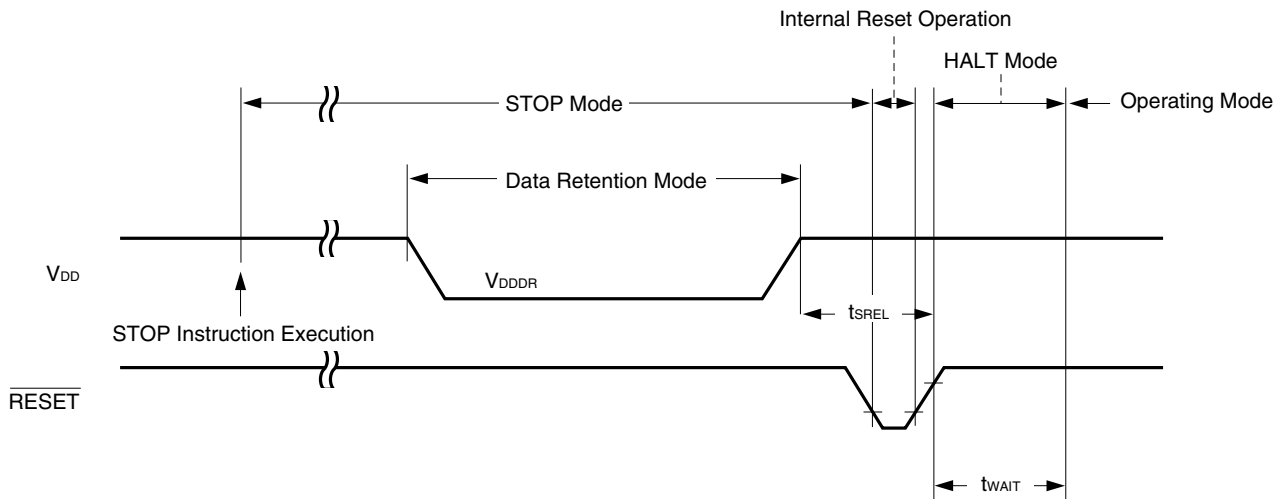 Internal Reset Operation
HALT Mode
STOP Mode
Operating Mode
Data Retention Mode
VDD
VDDDR
tSREL
STOP Instruction Execution
RESET
tWAIT